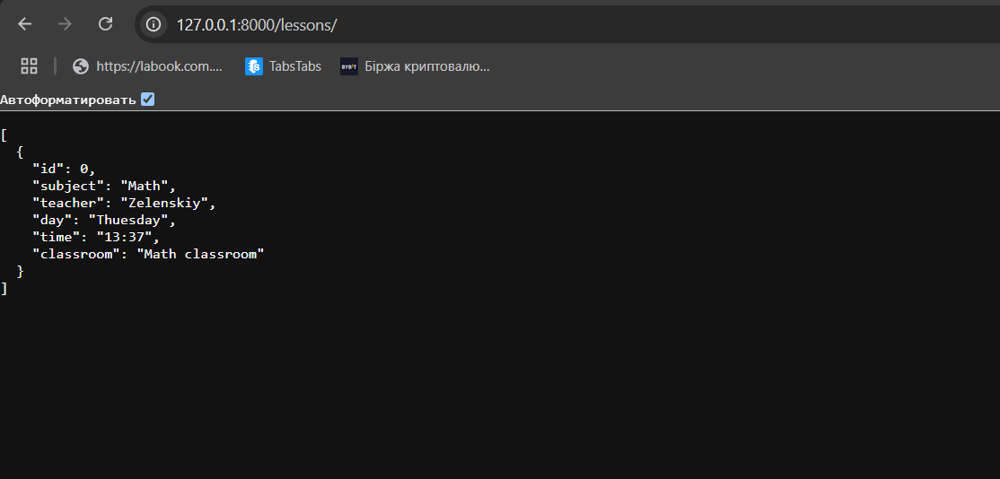 127.0.0.1:8000/lessons/
https://labook.com.... TabsTabs BYBIT Біржа криптовалю...
Автоформатировать
[
  {
    "id": 0,
    "subject": "Math",
    "teacher": "Zelenskiy",
    "day": "Thuesday",
    "time": "13:37",
    "classroom": "Math classroom"
  }
]